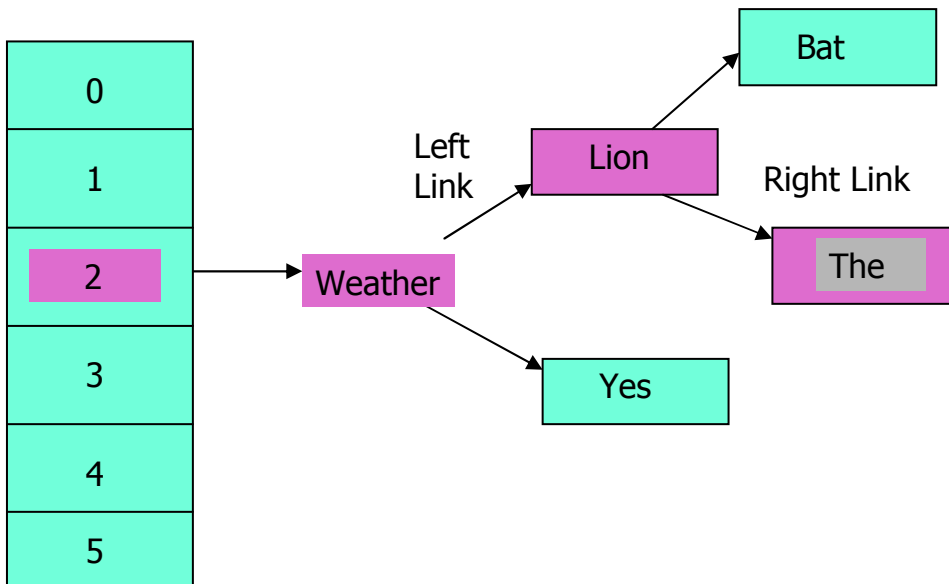 0
1
2
3
4
5
Weather
Left
Link
Lion
Bat
Right Link
The
Yes